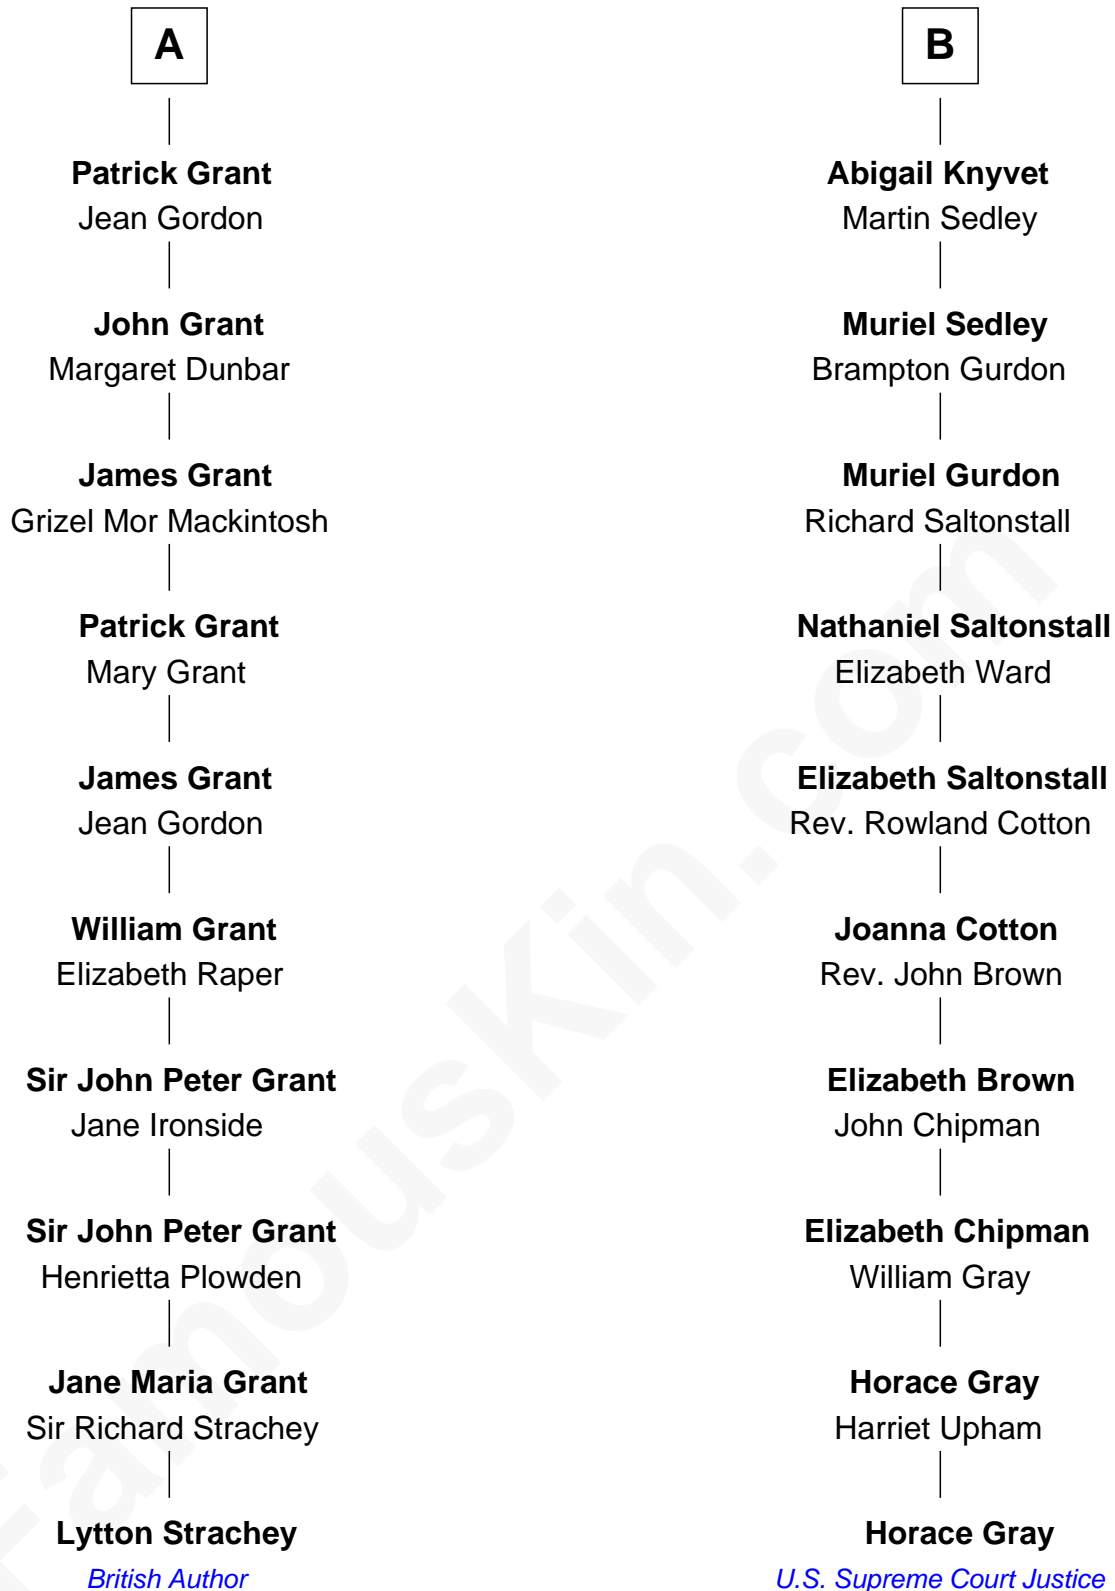 A
Patrick Grant
Jean Gordon
John Grant
Margaret Dunbar
James Grant
Grizel Mor Mackintosh
Patrick Grant
Mary Grant
James Grant
Jean Gordon
William Grant
Elizabeth Raper
Sir John Peter Grant
Jane Ironside
Sir John Peter Grant
Henrietta Plowden
Jane Maria Grant
Sir Richard Strachey
Lytton Strachey
British Author
B
Abigail Knyvet
Martin Sedley
Muriel Sedley
Brampton Gurdon
Muriel Gurdon
Richard Saltonstall
Nathaniel Saltonstall
Elizabeth Ward
Elizabeth Saltonstall
Rev. Rowland Cotton
Joanna Cotton
Rev. John Brown
Elizabeth Brown
John Chipman
Elizabeth Chipman
William Gray
Horace Gray
Harriet Upham
Horace Gray
U.S. Supreme Court Justice
FamousKin.com